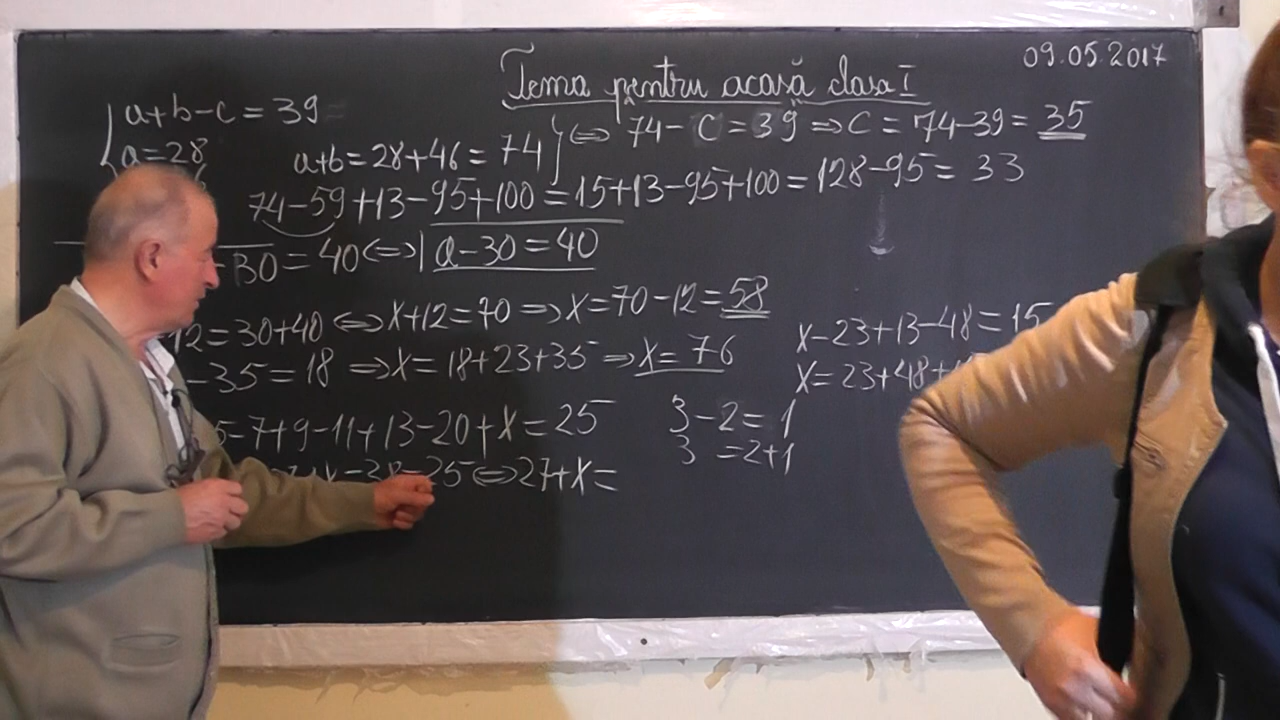 09.05.2017
Tema pentru acasă clasa I
a+b-c=39
a=28
a+b=28+46=74
⇔ 74-c=39 ⇒ c=74-39=35
74-59+13-95+100=15+13-95+100=128-95=33
-30=40 ⇔ a-30=40
12=30+40 ⇔ x+12=70 ⇒ x=70-12=58
-35=18 ⇒ x=18+23+35 ⇒ x=76
x-23+13-48=15
x=23+48+
5-7+9-11+13-20+x=25
3-2=1
3 =2+1
27+x-38=25 ⇔ 27+x=